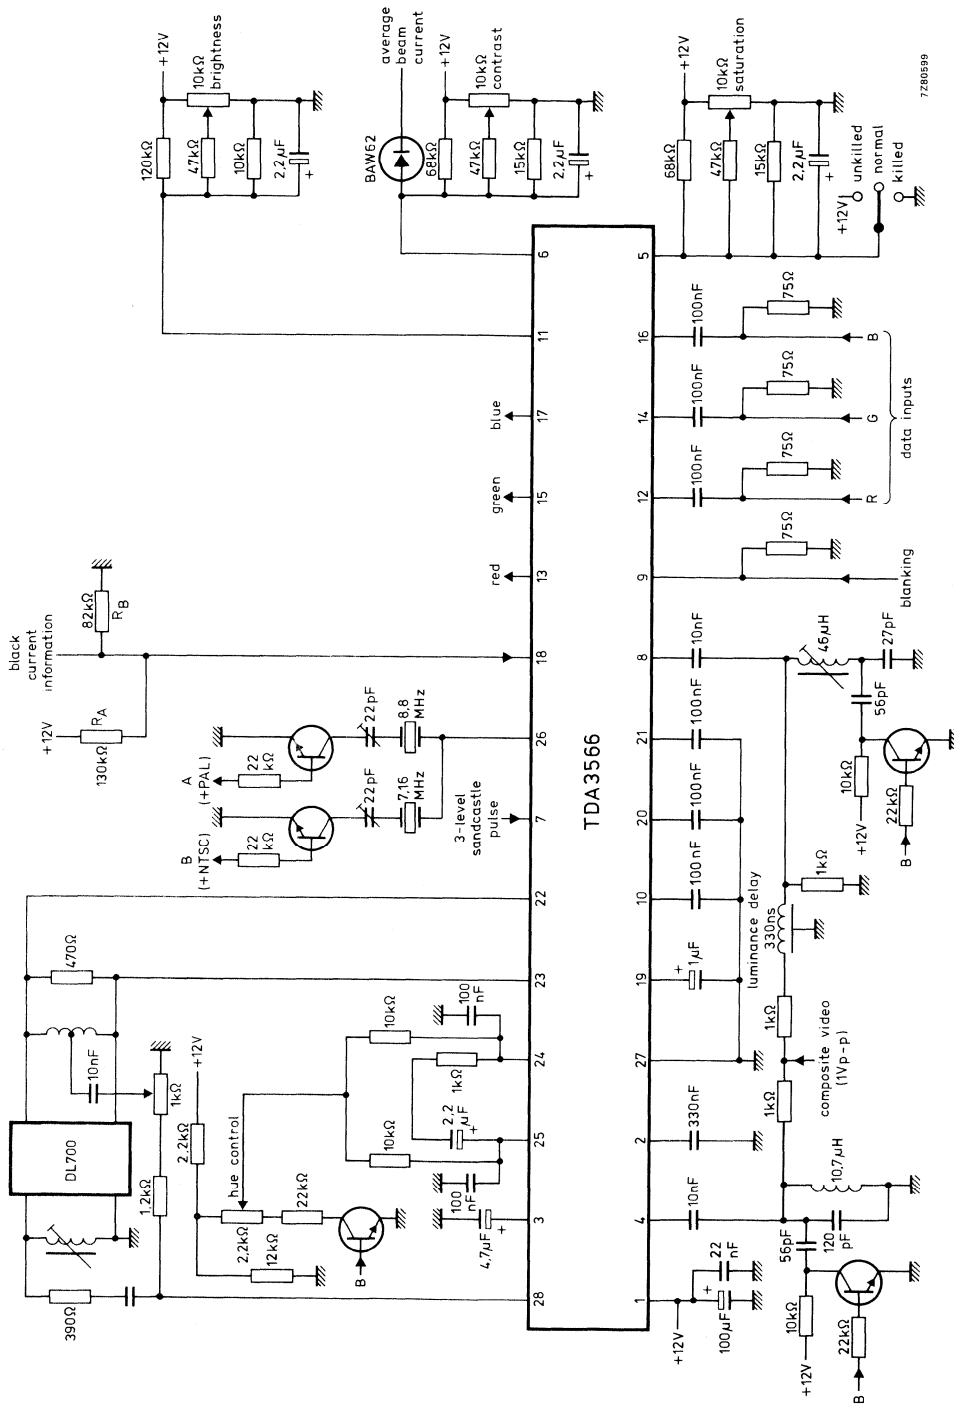 +12V
10kΩ
brightness
120kΩ
47kΩ
10kΩ
2,2μF
+
average
beam
current
BAW62
+12V
10kΩ
contrast
68kΩ
47kΩ
15kΩ
2,2μF
+
+12V
10kΩ
saturation
68kΩ
47kΩ
15kΩ
2,2μF
+
+12V
unkilled
normal
killed
7Z80599
black
current
information
+12V
RA
130kΩ
82kΩ
RB
blue
green
red
A
(+PAL)
22
kΩ
22pF
8,8
MHz
B
(+NTSC)
22
kΩ
22pF
7,16
MHz
3-level
sandcastle
pulse
470Ω
10nF
1kΩ
DL700
1,2kΩ
390Ω
+12V
2,2kΩ
hue control
2,2kΩ
22kΩ
12kΩ
B
10kΩ
10kΩ
100
nF
1kΩ
2,2
μF
+
100
nF
4,7μF
+
28
3
25
24
23
22
7
26
18
13
15
17
11
6
TDA3566
1
4
2
27
19
10
20
21
8
9
12
14
16
5
+12V
100μF
+
22
nF
10nF
330nF
+
1μF
100nF
100nF
100nF
10nF
100nF
100nF
100nF
75Ω
75Ω
75Ω
75Ω
blanking
R
G
B
data inputs
luminance delay
330ns
1kΩ
1kΩ
1kΩ
composite video
(1Vp-p)
10,7μH
120
pF
56pF
10kΩ
+12V
22kΩ
B
46μH
27pF
56pF
10kΩ
+12V
22kΩ
B